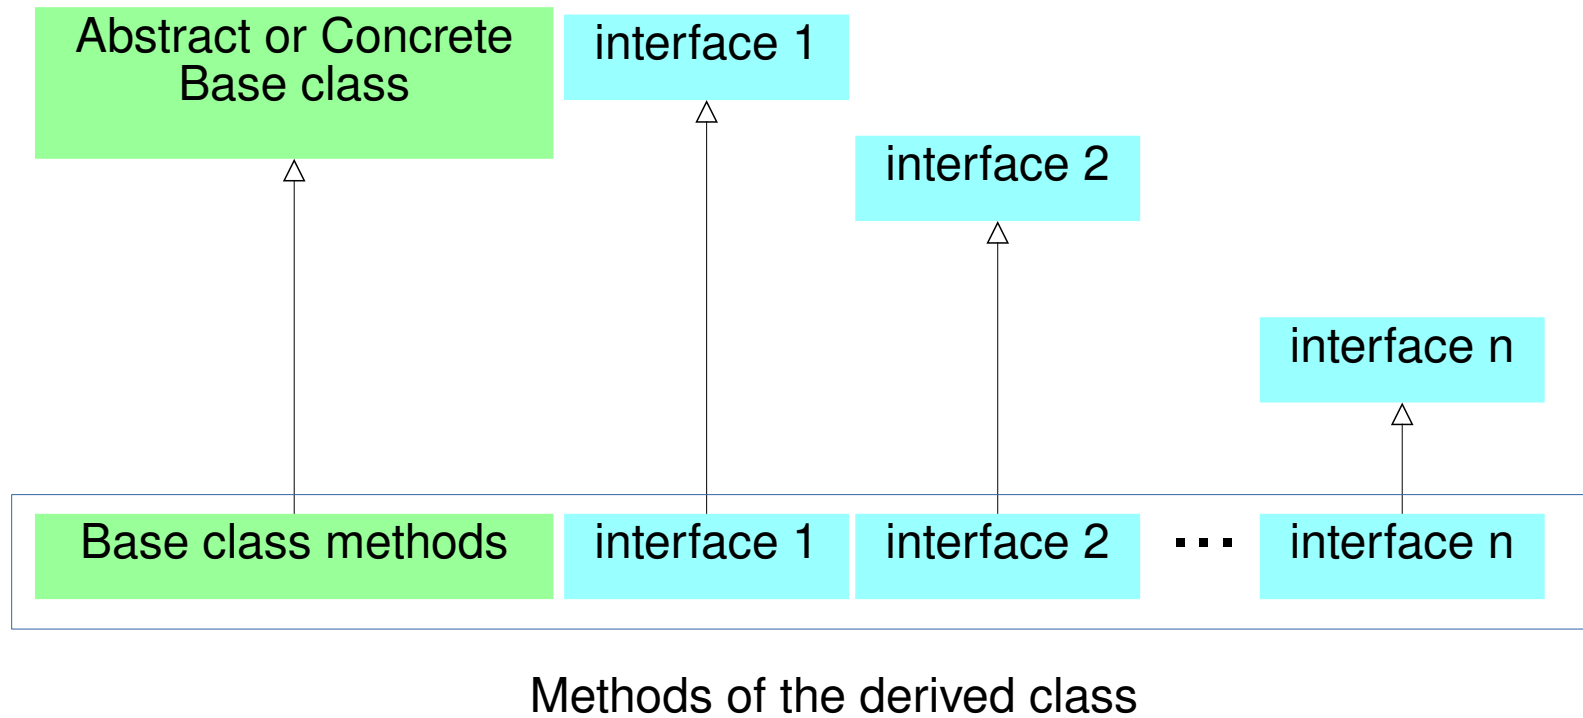 Abstract or Concrete
Base class
interface 1
interface 2
interface n
Base class methods
interface 1
interface 2
...
interface n
Methods of the derived class